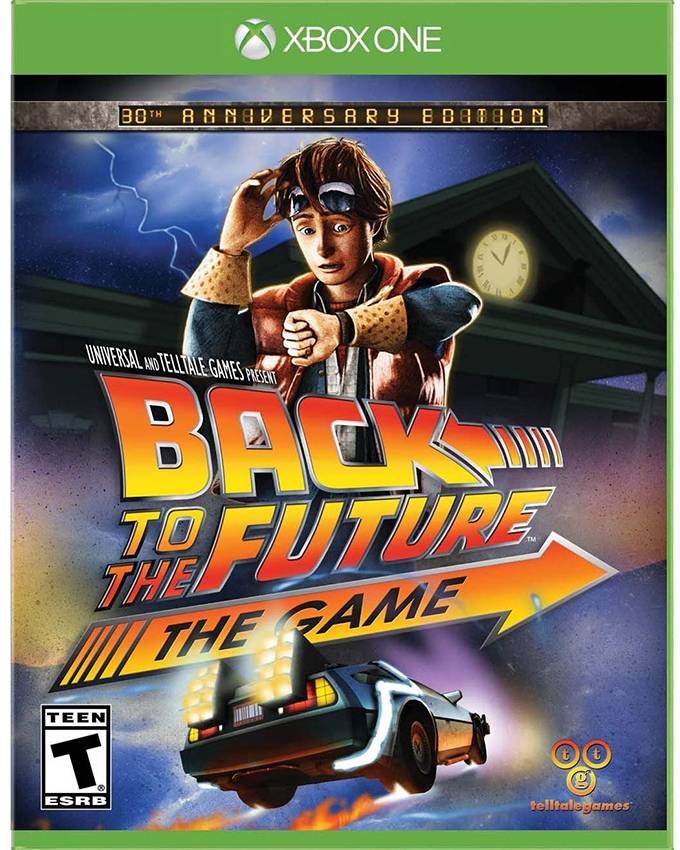 XBOX ONE
30TH ANNIVERSARY EDITION
UNIVERSAL AND TELLTALE GAMES PRESENT
BACK
TO
THE FUTURE
™
THE GAME
TEEN
T
®
ESRB
t t
g
telltalegames